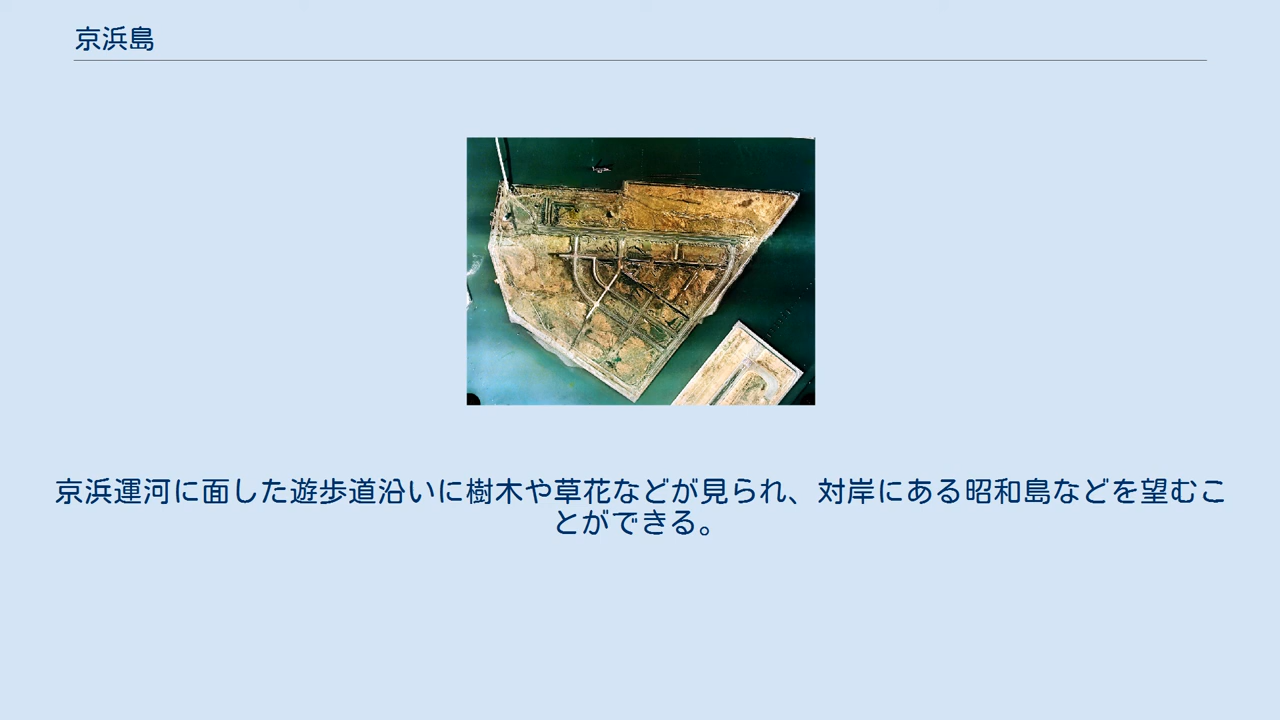 京浜島
京浜運河に面した遊歩道沿いに樹木や草花などが見られ、対岸にある昭和島などを望むこ
とができる。